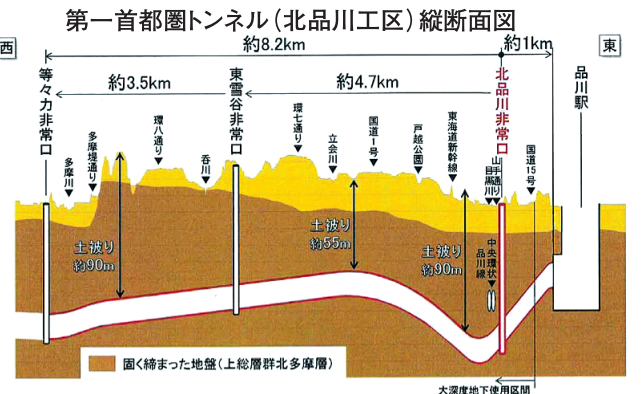 第一首都圏トンネル（北品川工区）縦断面図
西
約8.2km
約1km
東
等々力非常口
約3.5km
東雪谷非常口
約4.7km
北品川非常口
品川駅
多摩川
多摩堤通り
環八通り
呑川
環七通り
立会川
国道1号
戸越公園
東海道新幹線
目黒川
山手通り
国道15号
土被り
約90m
土被り
約55m
土被り
約90m
中央環状
品川線
固く締まった地盤（上総層群北多摩層）
大深度地下使用区間